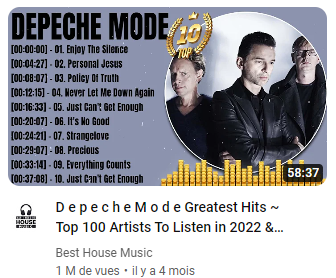 DEPECHE MODE
10
TOP
[00:00:00] - 01. Enjoy The Silence
[00:04:27] - 02. Personal Jesus
[00:08:07] - 03. Policy Of Truth
[00:12:15] - 04. Never Let Me Down Again
[00:16:33] - 05. Just Can't Get Enough
[00:20:07] - 06. It's No Good
[00:24:21] - 07. Strangelove
[00:29:07] - 08. Precious
[00:33:14] - 09. Everything Counts
[00:37:08] - 10. Just Can't Get Enough
58:37
D e p e c h e M o d e Greatest Hits ~
Top 100 Artists To Listen in 2022 &...
HOUSE
MUSIC
Best House Music
1 M de vues • il y a 4 mois